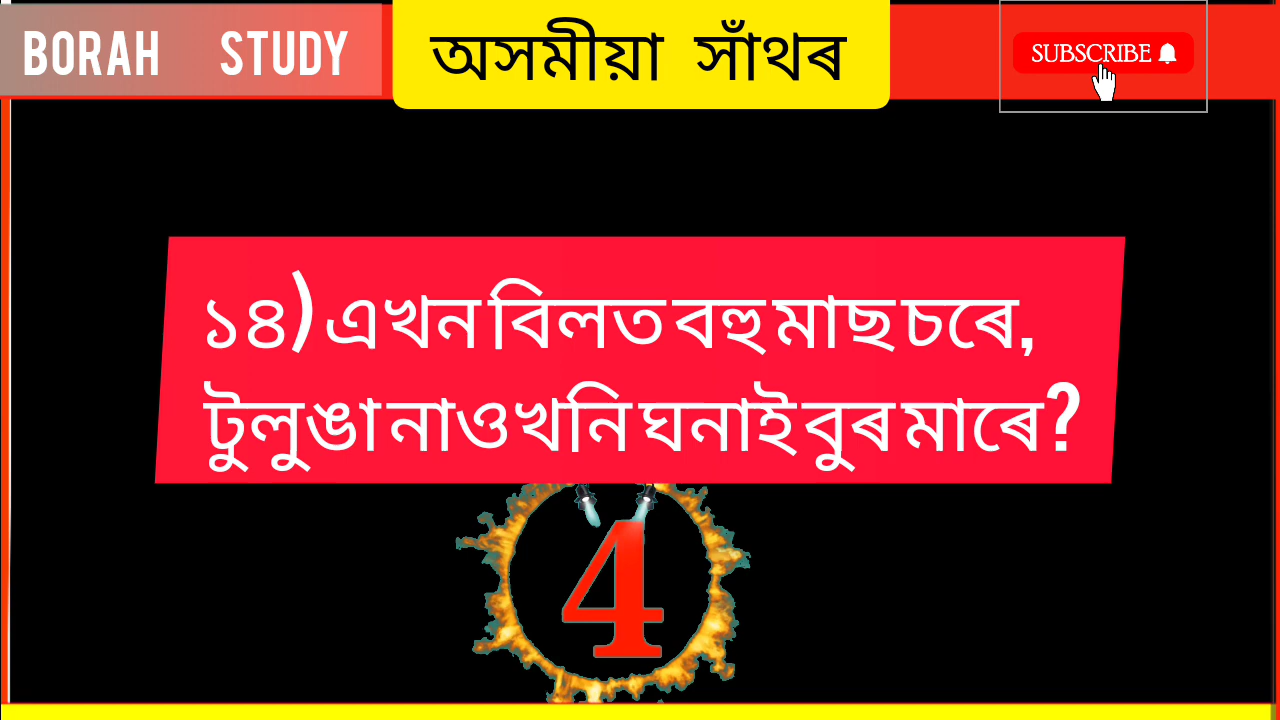 BORAH STUDY
অসমীয়া সাঁথৰ
SUBSCRIBE
১৪) এখন বিলত বহু মাছ চৰে,
টুলুঙা নাওখনি ঘনাই বুৰ মাৰে?
4